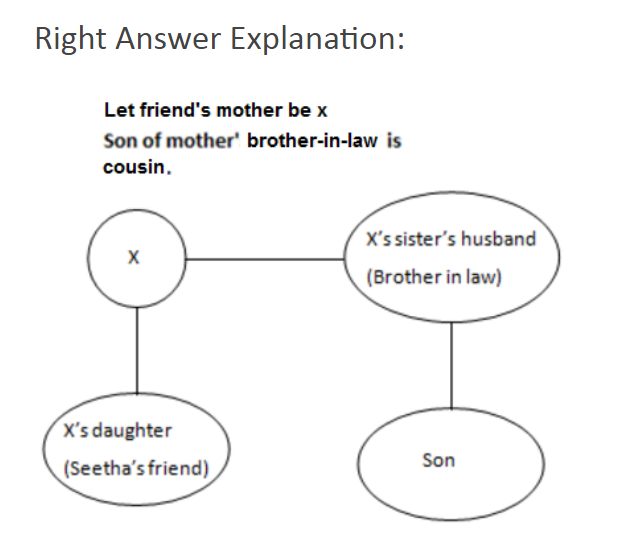 Right Answer Explanation:
Let friend's mother be x
Son of mother' brother-in-law is
cousin.
X
X's sister's husband
(Brother in law)
X's daughter
(Seetha's friend)
Son